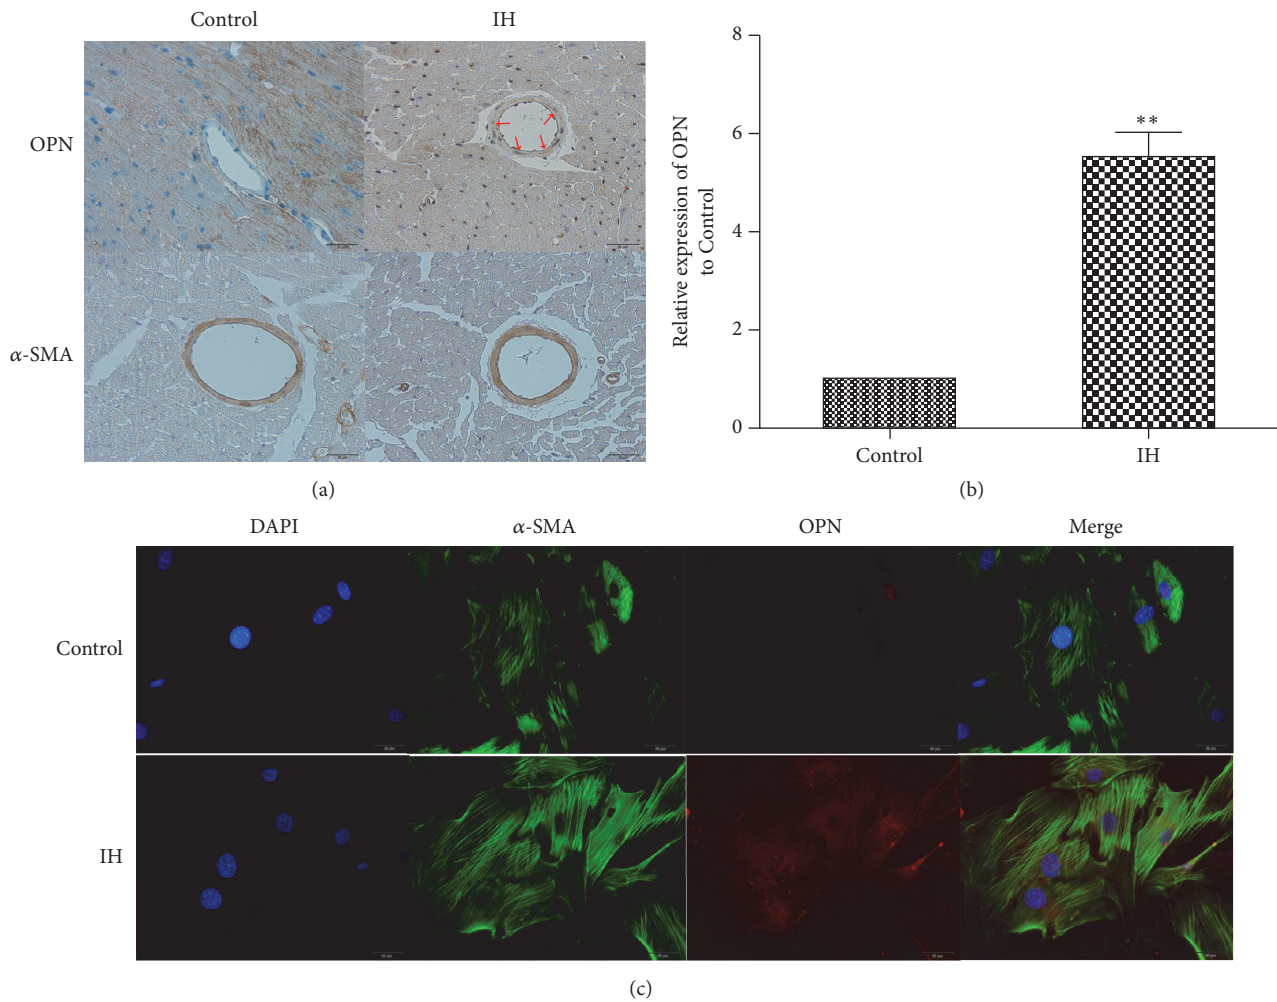 Control
IH
OPN
α-SMA
(a)
8
6
4
2
0
Relative expression of OPN
to Control
**
Control
IH
(b)
DAPI
α-SMA
OPN
Merge
Control
IH
(c)